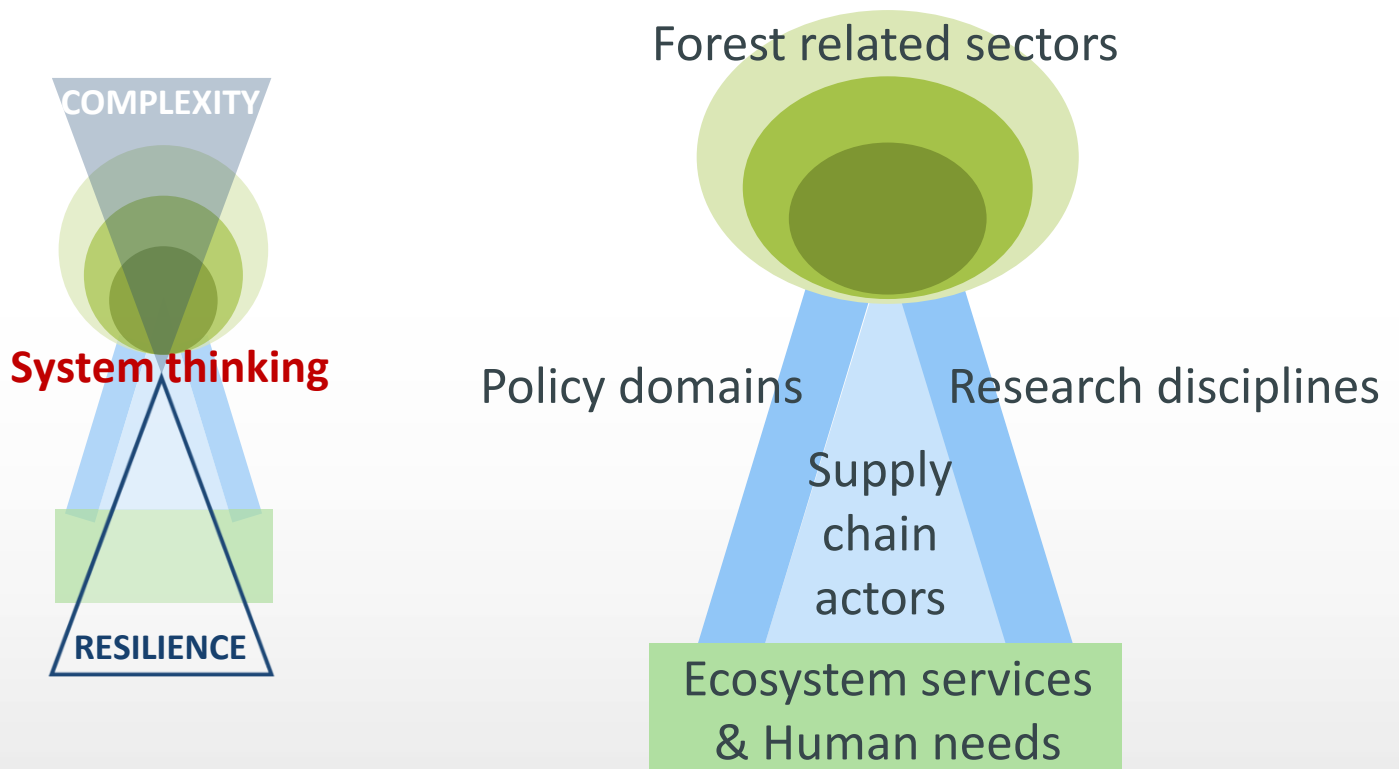 COMPLEXITY
System thinking
RESILIENCE
Forest related sectors
Policy domains
Research disciplines
Supply
chain
actors
Ecosystem services
& Human needs